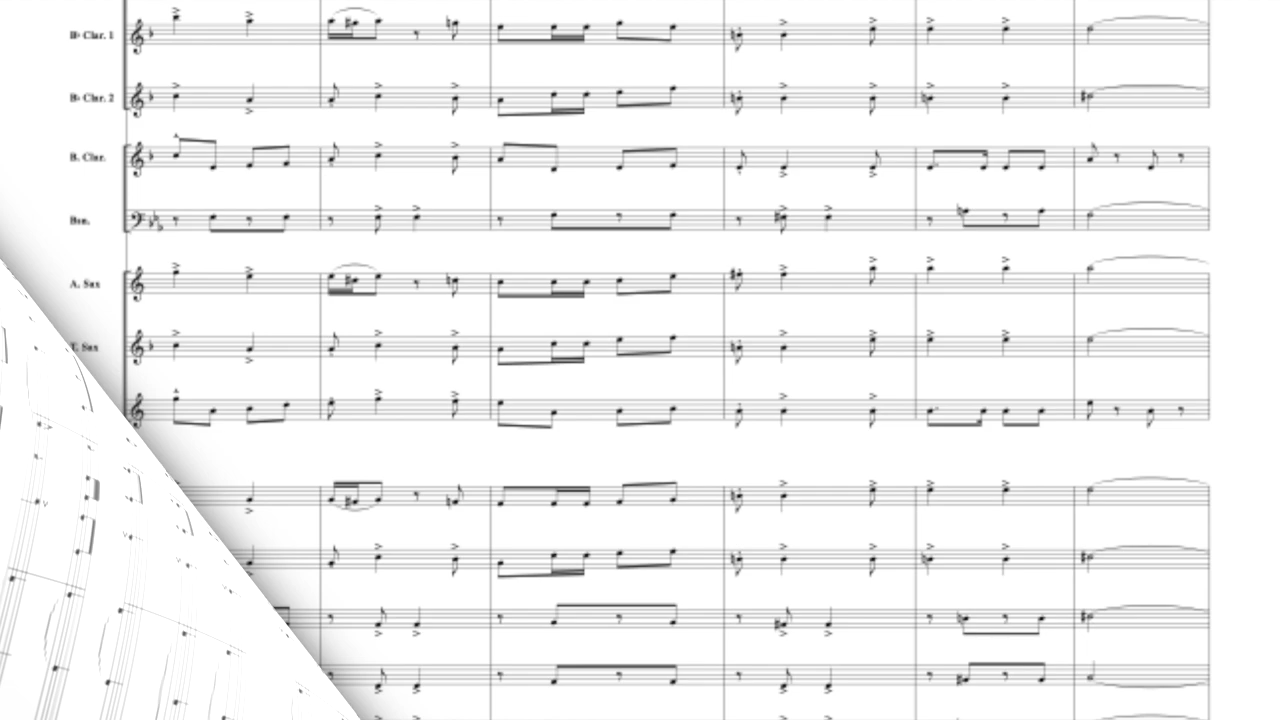 B♭ Clar. 1
B♭ Clar. 2
B. Clar.
Bsn.
A. Sax
T. Sax